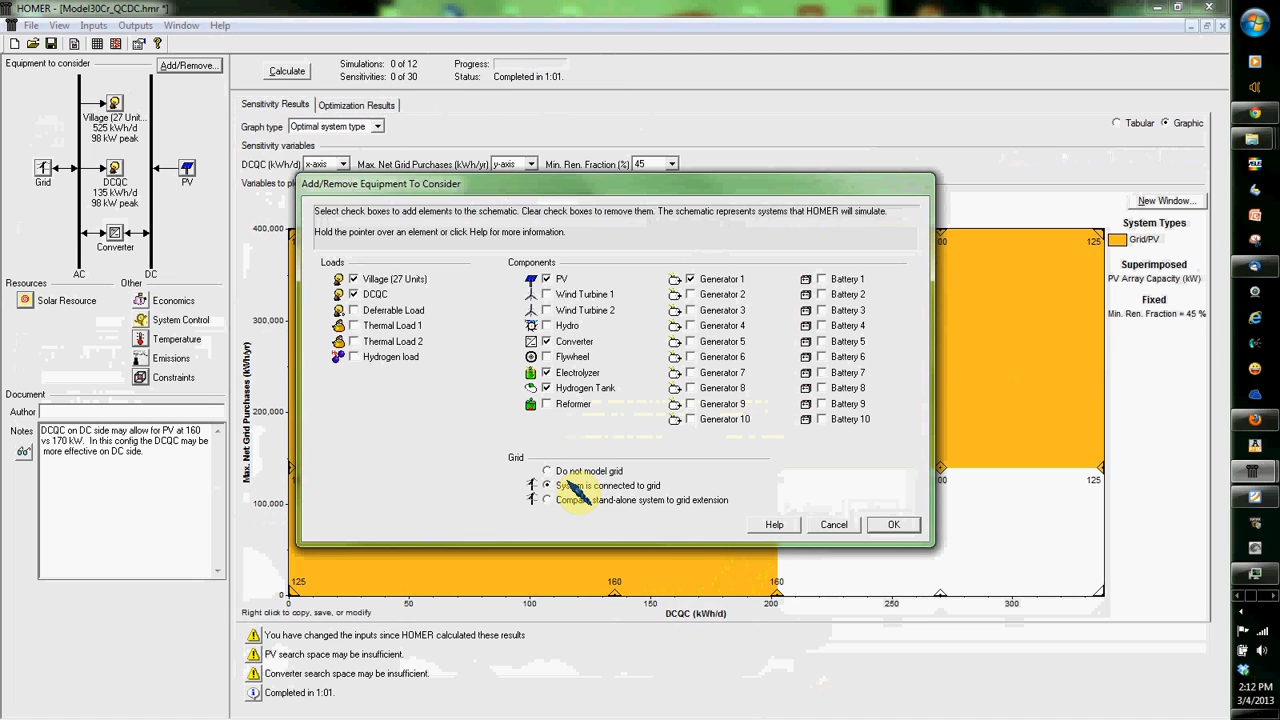 HOMER - [Model30Cr_QCDC.hmr *]
File View Inputs Outputs Window Help
Equipment to consider
Add/Remove...
Village (27 Unit...
525 kWh/d
98 kW peak
Grid
DCQC
135 kWh/d
98 kW peak
PV
Converter
AC DC
Resources Other
Solar Resource
Economics
System Control
Temperature
Emissions
Constraints
Document
Author
Notes
DCQC on DC side may allow for PV at 160
vs 170 kW. In this config the DCQC may be
more effective on DC side.
Calculate
Simulations: 0 of 12
Sensitivities: 0 of 30
Progress:
Status: Completed in 1:01.
Sensitivity Results Optimization Results
Graph type Optimal system type
Tabular Graphic
Sensitivity variables
DCQC (kWh/d) x-axis Max. Net Grid Purchases (kWh/yr) y-axis Min. Ren. Fraction (%) 45
Add/Remove Equipment To Consider
Select check boxes to add elements to the schematic. Clear check boxes to remove them. The schematic represents systems that HOMER will simulate.
Hold the pointer over an element or click Help for more information.
Loads
Village (27 Units)
DCQC
Deferrable Load
Thermal Load 1
Thermal Load 2
Hydrogen load
Components
PV
Wind Turbine 1
Wind Turbine 2
Hydro
Converter
Flywheel
Electrolyzer
Hydrogen Tank
Reformer
Generator 1
Generator 2
Generator 3
Generator 4
Generator 5
Generator 6
Generator 7
Generator 8
Generator 9
Generator 10
Battery 1
Battery 2
Battery 3
Battery 4
Battery 5
Battery 6
Battery 7
Battery 8
Battery 9
Battery 10
Grid
Do not model grid
System is connected to grid
stand-alone system to grid extension
Help Cancel OK
New Window...
System Types
Grid/PV
Superimposed
PV Array Capacity (kW)
Fixed
Min. Ren. Fraction = 45 %
Max. Net Grid Purchases (kWh/yr)
400,000
300,000
200,000
100,000
0
125
125
125
160
160
0 50 100 150 200 250 300
DCQC (kWh/d)
Right click to copy, save, or modify
You have changed the inputs since HOMER calculated these results
PV search space may be insufficient.
Converter search space may be insufficient.
Completed in 1:01.
2:12 PM
3/4/2013